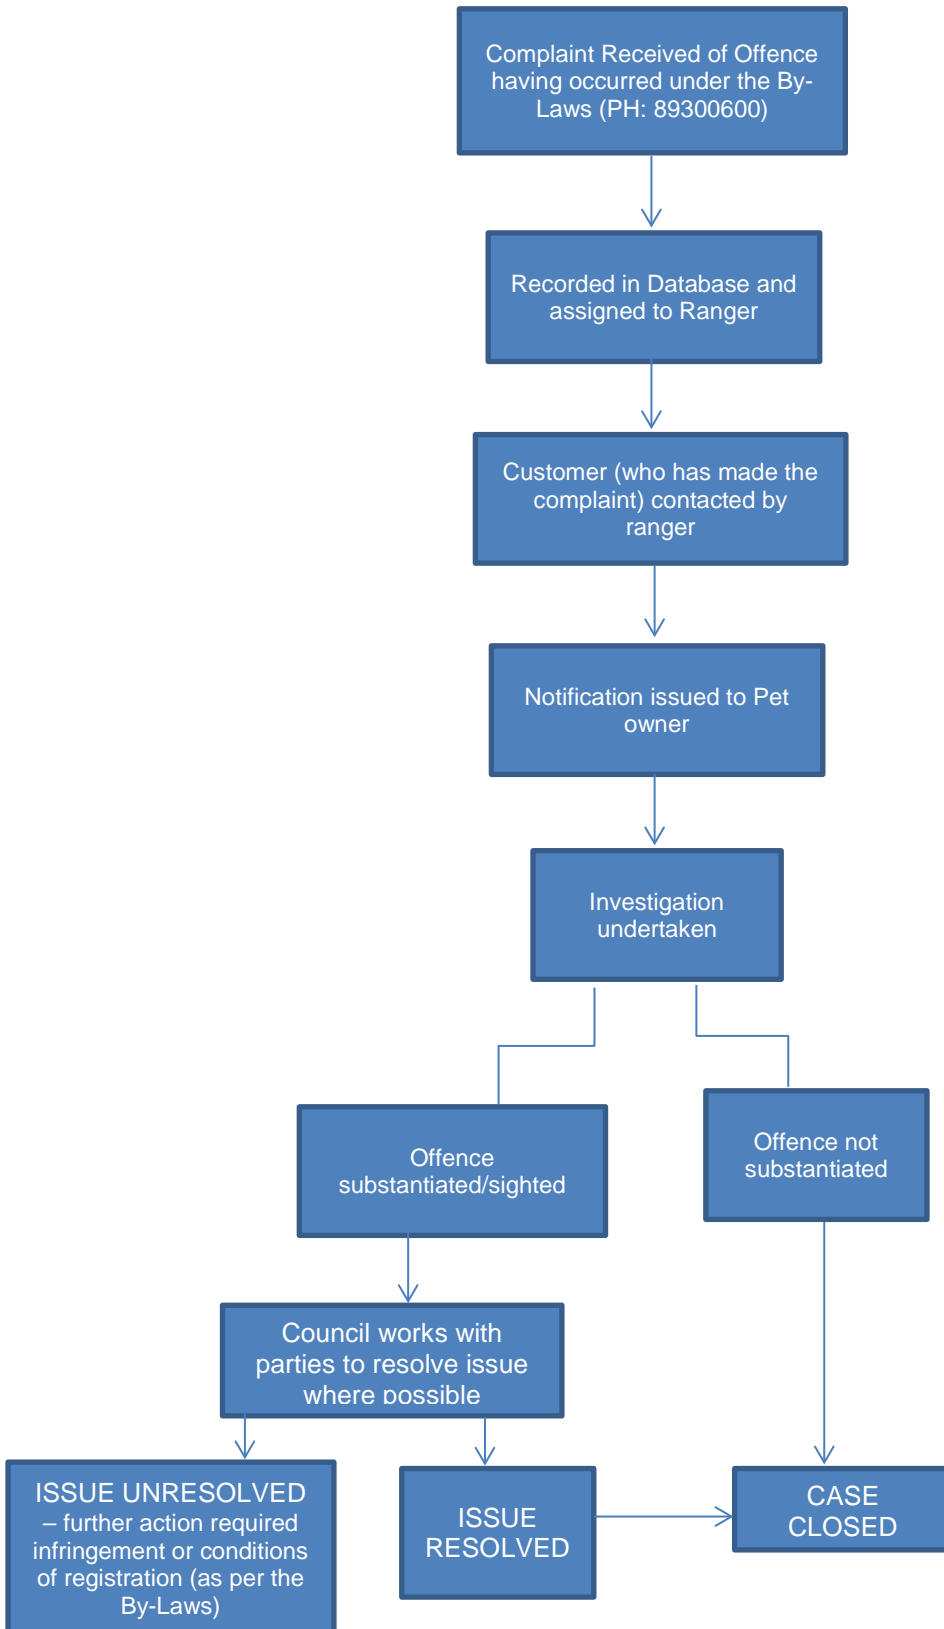 Complaint Received of Offence
having occurred under the By-
Laws (PH: 89300600)
Recorded in Database and
assigned to Ranger
Customer (who has made the
complaint) contacted by
ranger
Notification issued to Pet
owner
Investigation
undertaken
Offence
substantiated/sighted
Offence not
substantiated
Council works with
parties to resolve issue
where possible
ISSUE UNRESOLVED
– further action required
infringement or conditions
of registration (as per the
By-Laws)
ISSUE
RESOLVED
CASE
CLOSED